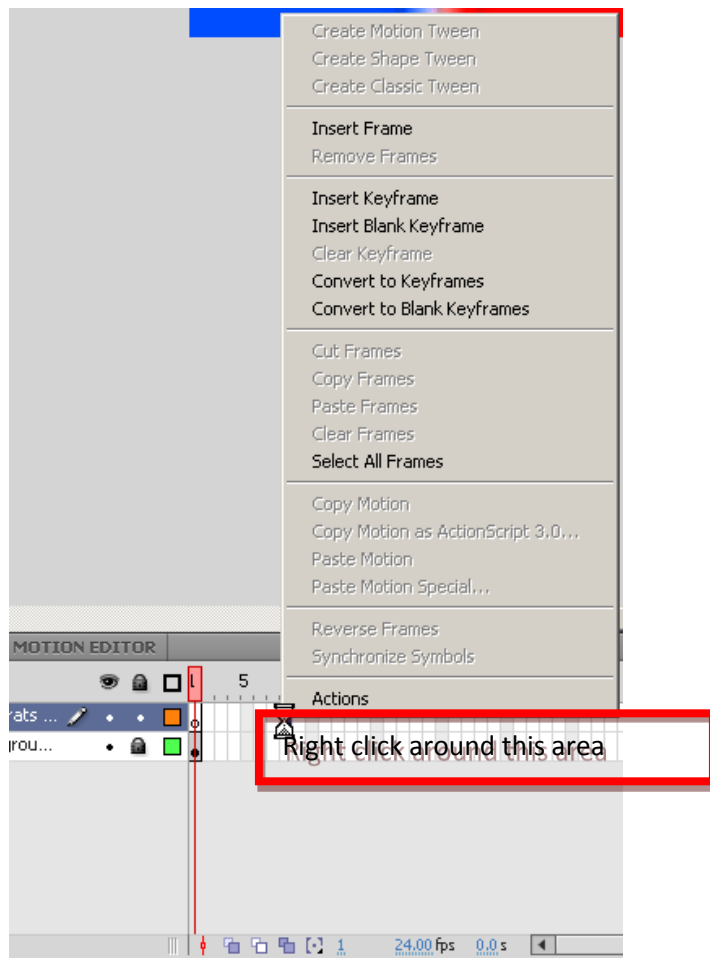 Create Motion Tween
Create Shape Tween
Create Classic Tween
Insert Frame
Remove Frames
Insert Keyframe
Insert Blank Keyframe
Clear Keyframe
Convert to Keyframes
Convert to Blank Keyframes
Cut Frames
Copy Frames
Paste Frames
Clear Frames
Select All Frames
Copy Motion
Copy Motion as ActionScript 3.0...
Paste Motion
Paste Motion Special...
Reverse Frames
Synchronize Symbols
MOTION EDITOR
1 5
Actions
rats ...
grou...
Right click around this area
1 24.00 fps 0.0 s